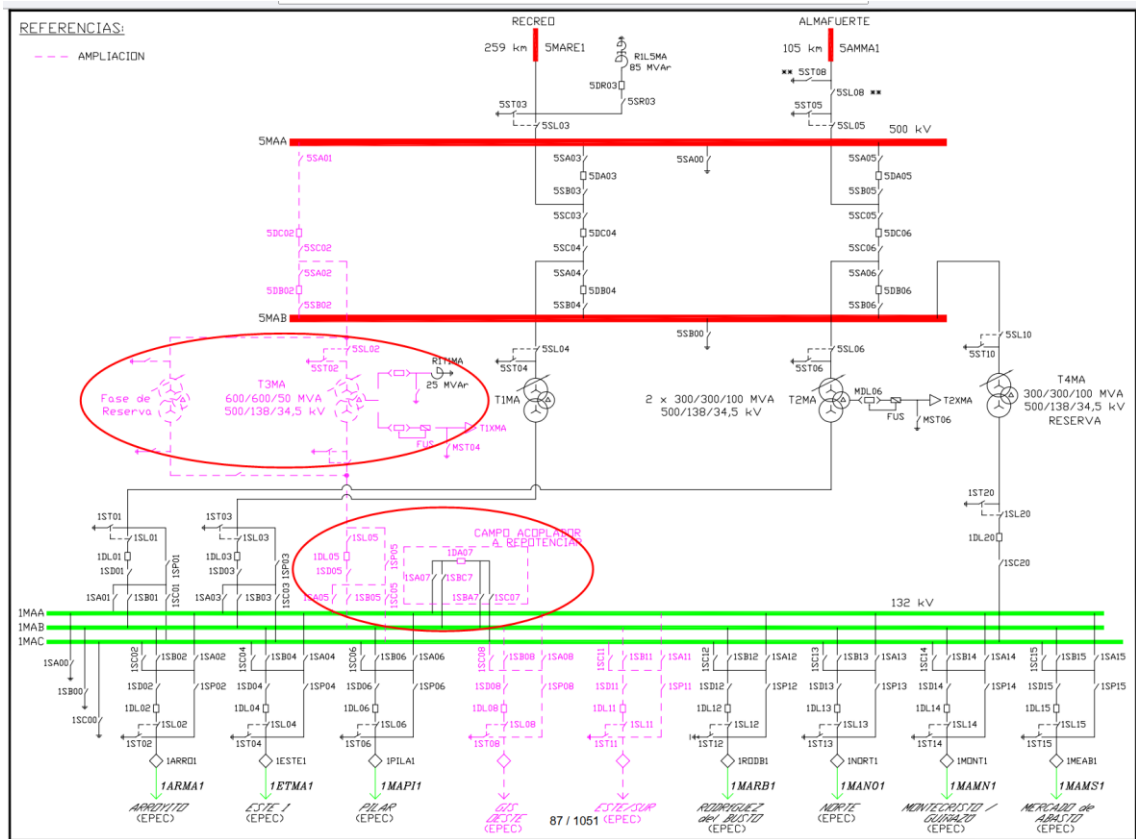 REFERENCIAS:
AMPLIACION
RECREO
259 km 5MARE1
R1L5MA
85 MVAr
5DR03
5SR03
5ST03
5SL03
ALMAFUERTE
105 km 5AMMA1
** 5ST08
5SL08 **
5ST05
5SL05
500 kV
5MAA
5SA01
5SA03
5DA03
5SB03
5SA00
5SA05
5DA05
5SB05
5SC03
5DC04
5SC04
5SC05
5DC06
5SC06
5DC02
5SC02
5SA02
5DB02
5SB02
5SA04
5DB04
5SB04
5SA06
5DB06
5SB06
5MAB
5SB00
5SL02
5ST02
5SL04
5ST04
5SL06
5ST06
5SL10
5ST10
Fase de
Reserva
T3MA
600/600/50 MVA
500/138/34,5 kV
R1T1MA
25 MVAr
FUS
T1XMA
MST04
T1MA
2 x 300/300/100 MVA
500/138/34,5 kV
T2MA
MDL06
FUS
T2XMA
MST06
T4MA
300/300/100 MVA
500/138/34,5 kV
RESERVA
1ST01
1SL01
1DL01
1SD01
1SP01
1SA01
1SB01
1SC01
1ST03
1SL03
1DL03
1SD03
1SP03
1SA03
1SB03
1SC03
1SL05
1DL05
1SD05
1SP05
1SA05
1SB05
1SC05
CAMPO ACOPLADOR
A REPOTENCIAR
1DA07
1SA07
1SBC7
1SBA7
1SC07
1ST20
1SL20
1DL20
1SC20
132 kV
1MAA
1MAB
1MAC
1SA00
1SB00
1SC00
1SC02 1SB02 1SA02
1SD02 1SP02
1DL02
1SL02
1ST02
1ARRO1
1ARMA1
ARROYITO
(EPEC)
1SC04 1SB04 1SA04
1SD04 1SP04
1DL04
1SL04
1ST04
1ESTE1
1ETMA1
ESTE 1
(EPEC)
1SC06 1SB06 1SA06
1SD06 1SP06
1DL06
1SL06
1ST06
1PILA1
1MAPI1
PILAR
(EPEC)
1SC08 1SB08 1SA08
1SD08 1SP08
1DL08
1SL08
1ST08
GIS
OESTE
(EPEC)
87 / 1051
1SC11 1SB11 1SA11
1SD11 1SP11
1DL11
1SL11
1ST11
ESTE/SUR
(EPEC)
1SC12 1SB12 1SA12
1SD12 1SP12
1DL12
1SL12
1ST12
1RODB1
1MARB1
RODRIGUEZ
del BUSTO
(EPEC)
1SC13 1SB13 1SA13
1SD13 1SP13
1DL13
1SL13
1ST13
1NORT1
1MANO1
NORTE
(EPEC)
1SC14 1SB14 1SA14
1SD14 1SP14
1DL14
1SL14
1ST14
1MONT1
1MAMN1
MONTECRISTO /
GUIÑAZO
(EPEC)
1SC15 1SB15 1SA15
1SD15 1SP15
1DL15
1SL15
1ST15
1MEAB1
1MAMS1
MERCADO de
ABASTO
(EPEC)